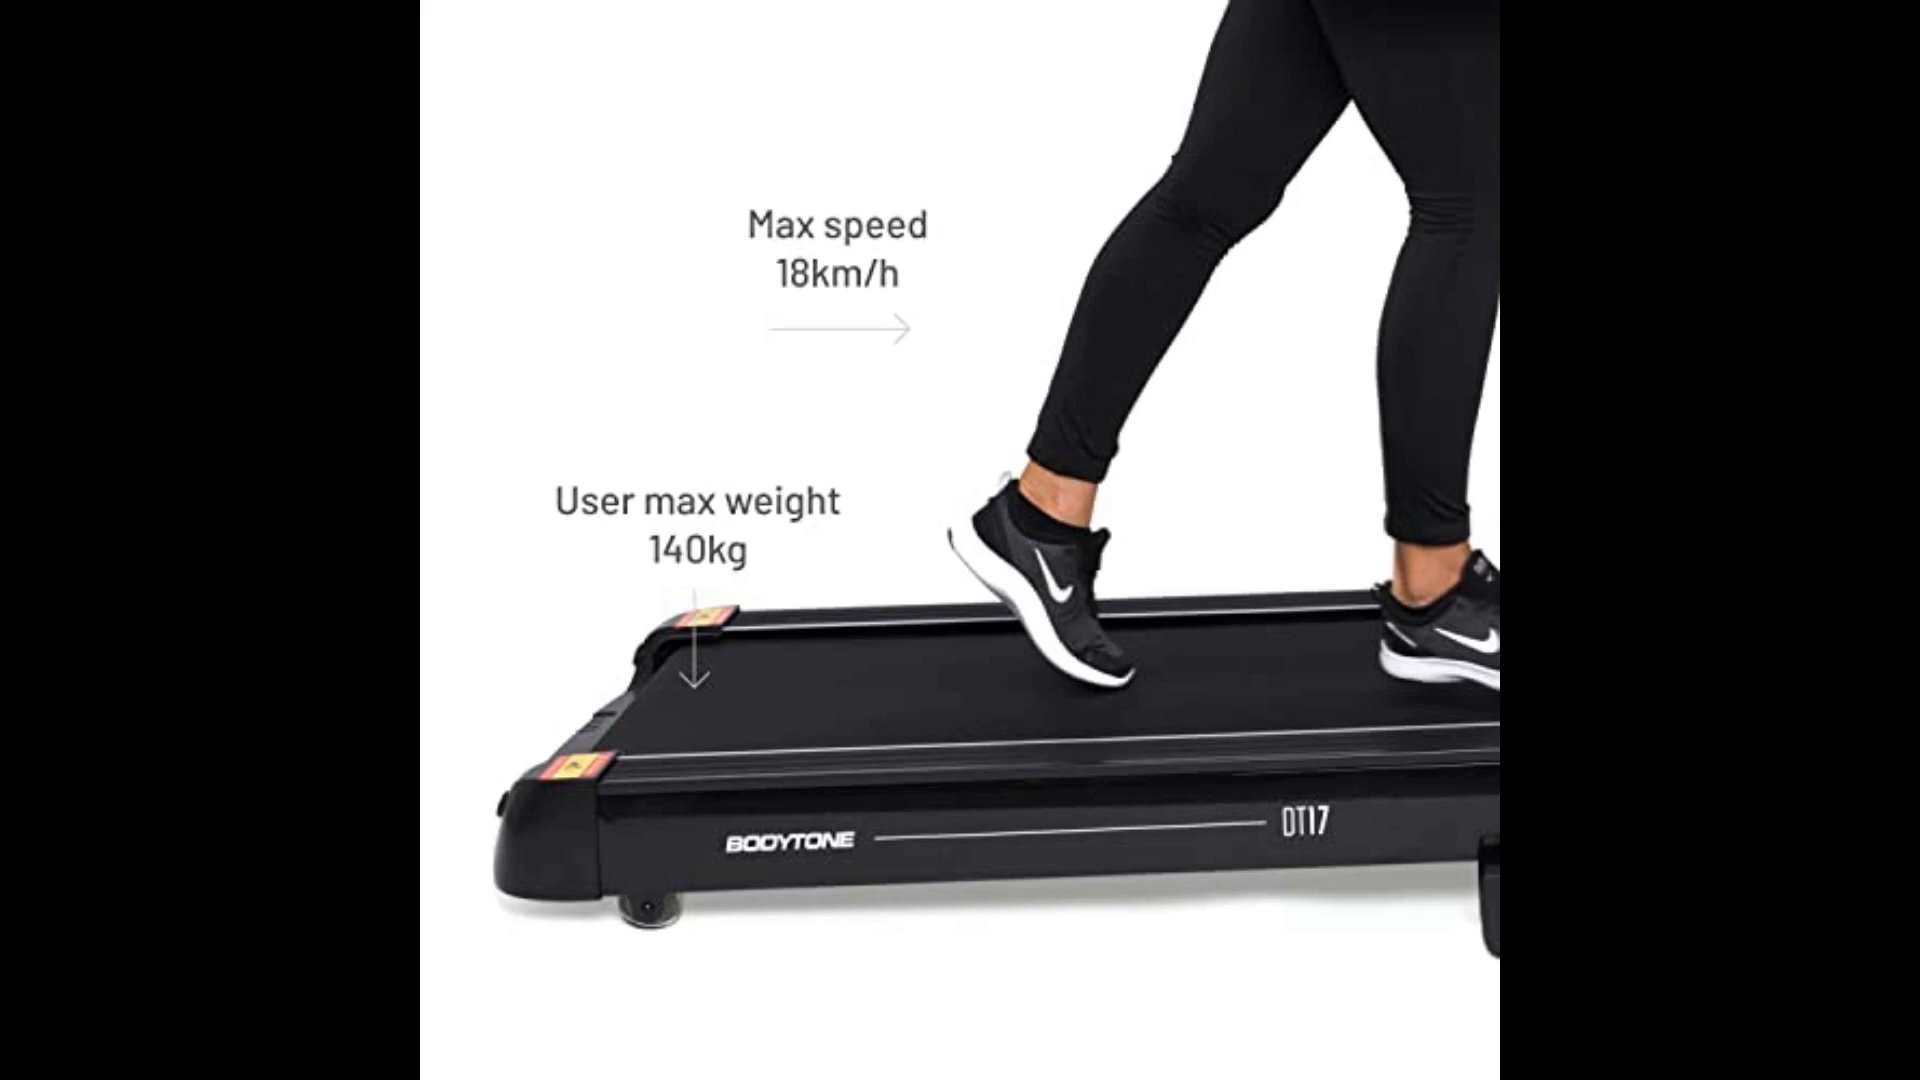 Max speed
18km/h
User max weight
140kg
BODYTONE
DT17